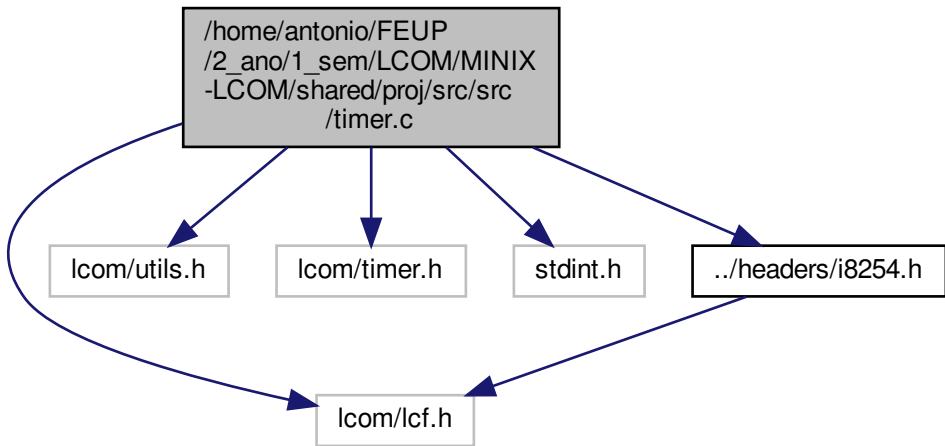 /home/antonio/FEUP
/2_ano/1_sem/LCOM/MINIX
-LCOM/shared/proj/src/src
/timer.c
lcom/utils.h
lcom/timer.h
stdint.h
../headers/i8254.h
lcom/lcf.h